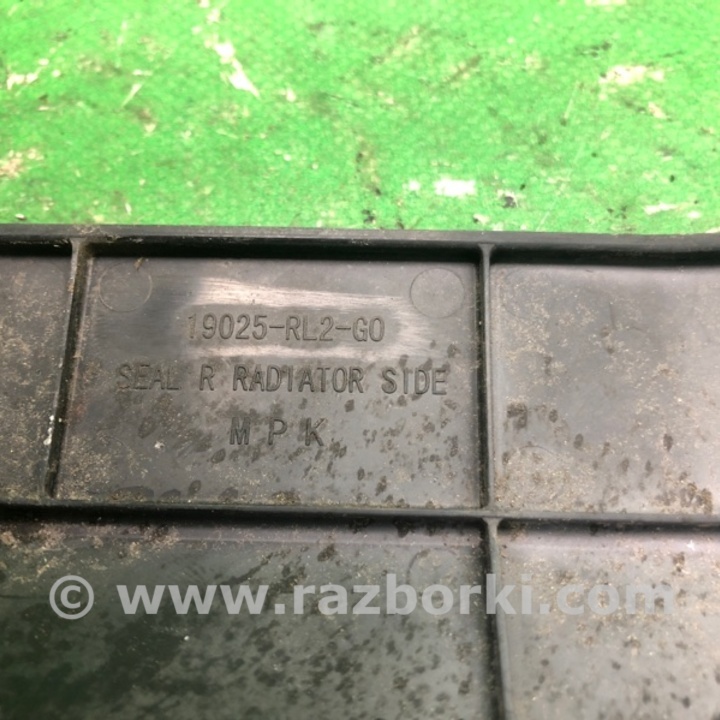 19025-RL2-G0
SEAL R RADIATOR SIDE
M P K
© www.razborki.com